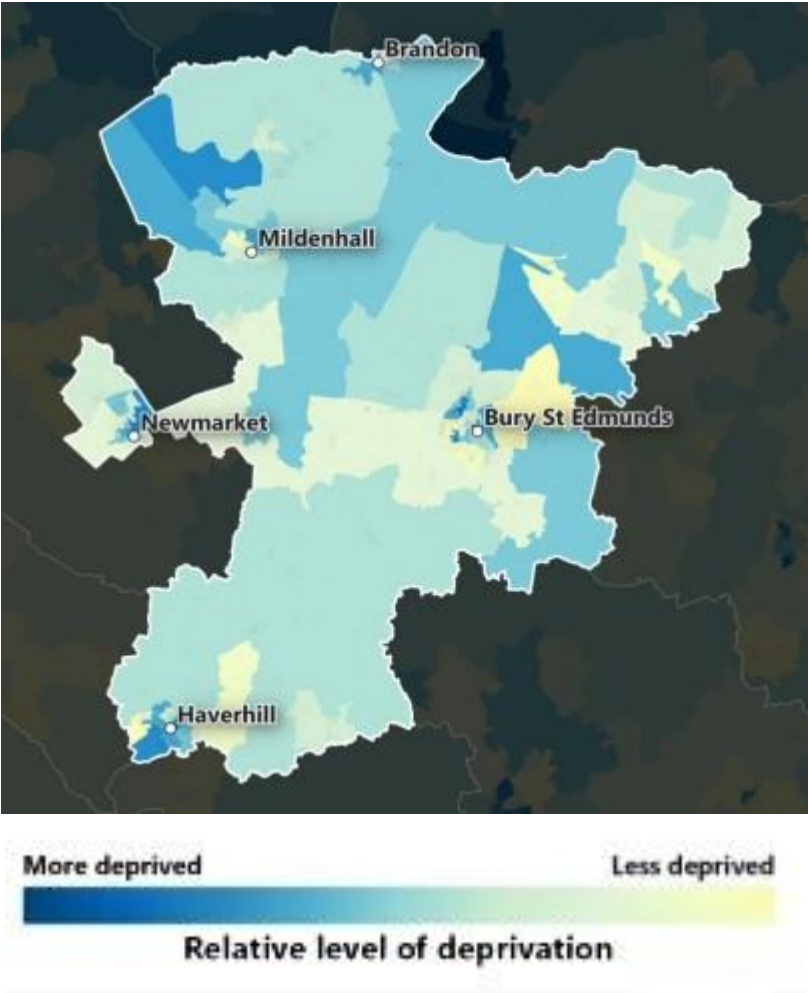 Brandon
Mildenhall
Newmarket
Bury St Edmunds
Haverhill
More deprived
Less deprived
Relative level of deprivation